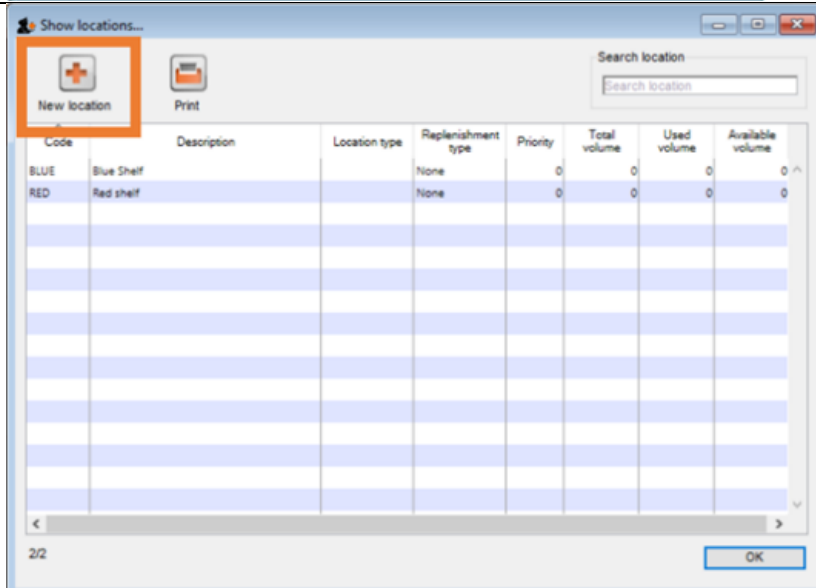 Show locations...
New location
Print
Search location
Search location
Code Description Location type Replenishment type Priority Total volume Used volume Available volume
BLUE Blue Shelf None 0 0 0 0
RED Red shelf None 0 0 0 0
2/2
OK